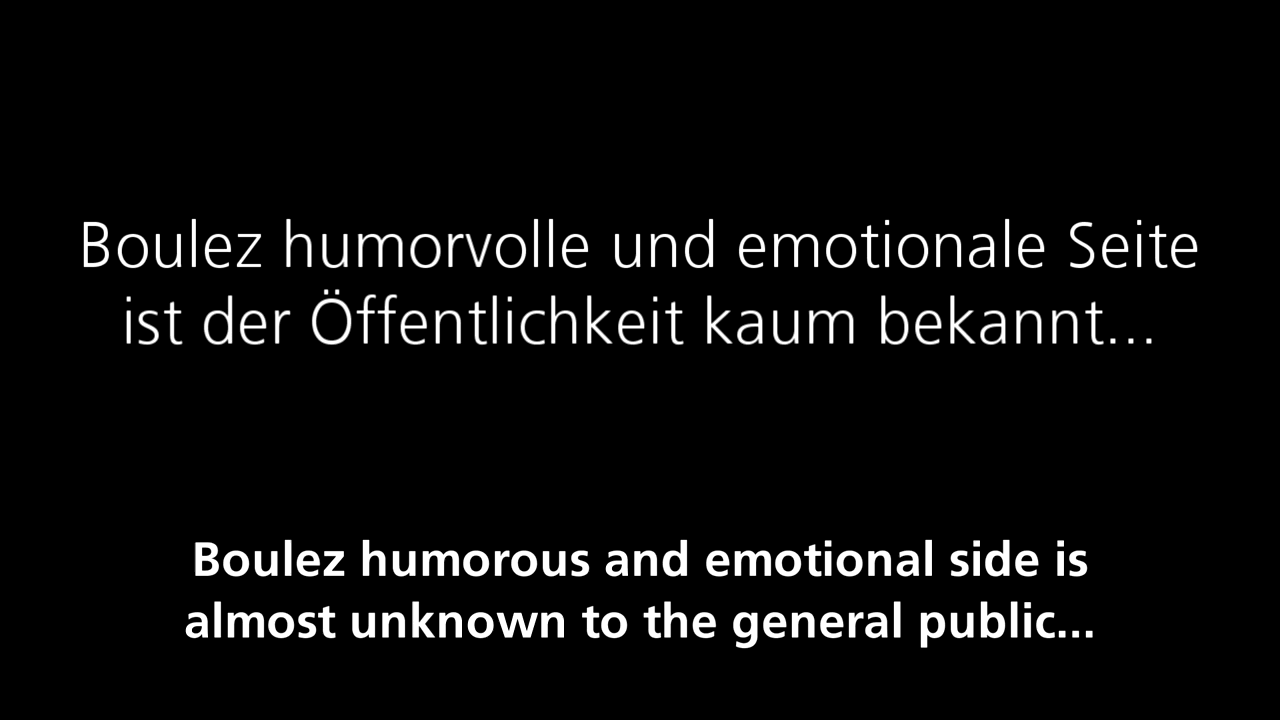 Boulez humorvolle und emotionale Seite
ist der Öffentlichkeit kaum bekannt...
Boulez humorous and emotional side is
almost unknown to the general public...